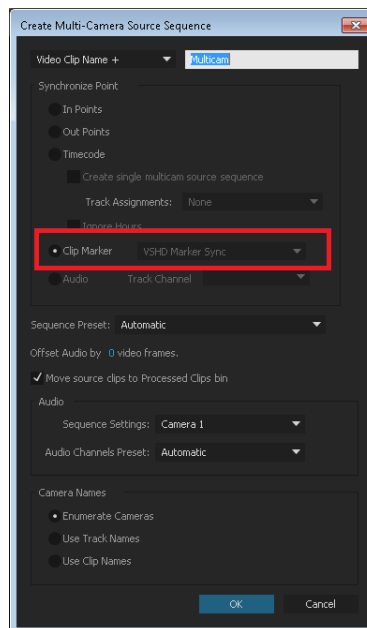 Create Multi-Camera Source Sequence
Video Clip Name + Multicam
Synchronize Point
In Points
Out Points
Timecode
Create single multicam source sequence
Track Assignments: None
Ignore Hours
Clip Marker VSHD Marker Sync
Audio Track Channel
Sequence Preset: Automatic
Offset Audio by 0 video frames.
Move source clips to Processed Clips bin
Audio
Sequence Settings: Camera 1
Audio Channels Preset: Automatic
Camera Names
Enumerate Cameras
Use Track Names
Use Clip Names
OK Cancel